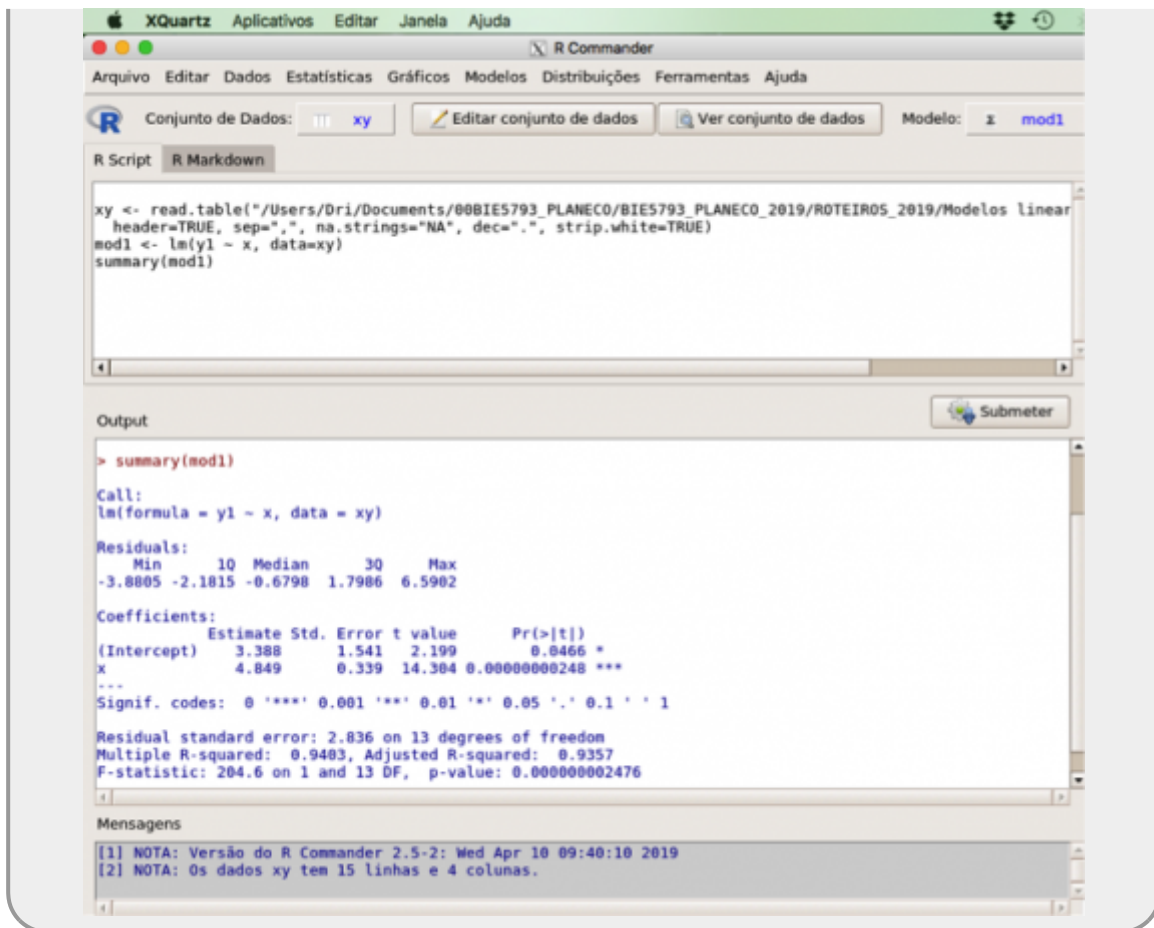 XQuartz Aplicativos Editar Janela Ajuda
R Commander
Arquivo Editar Dados Estatísticas Gráficos Modelos Distribuições Ferramentas Ajuda
R Conjunto de Dados: xy Editar conjunto de dados Ver conjunto de dados Modelo: Σ mod1
R Script R Markdown
xy <- read.table("/Users/Dri/Documents/00BIE5793_PLANECO/BIE5793_PLANECO_2019/ROTEIROS_2019/Modelos linear
header=TRUE, sep=",", na.strings="NA", dec=".", strip.white=TRUE)
mod1 <- lm(y1 ~ x, data=xy)
summary(mod1)
Output
Submeter
> summary(mod1)
Call:
lm(formula = y1 ~ x, data = xy)
Residuals:
Min 1Q Median 3Q Max
-3.8805 -2.1815 -0.6798 1.7986 6.5902
Coefficients:
Estimate Std. Error t value Pr(>|t|)
(Intercept) 3.388 1.541 2.199 0.0466 *
x 4.849 0.339 14.304 0.00000000248 ***
---
Signif. codes: 0 '***' 0.001 '**' 0.01 '*' 0.05 '.' 0.1 ' ' 1
Residual standard error: 2.836 on 13 degrees of freedom
Multiple R-squared: 0.9403, Adjusted R-squared: 0.9357
F-statistic: 204.6 on 1 and 13 DF, p-value: 0.000000002476
Mensagens
[1] NOTA: Versão do R Commander 2.5-2: Wed Apr 10 09:40:10 2019
[2] NOTA: Os dados xy tem 15 linhas e 4 colunas.